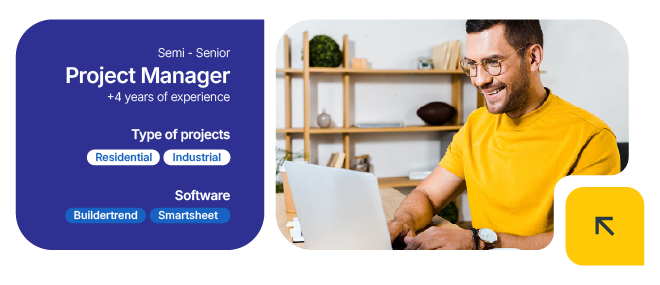 Semi - Senior
Project Manager
+4 years of experience
Type of projects
Residential Industrial
Software
Buildertrend Smartsheet